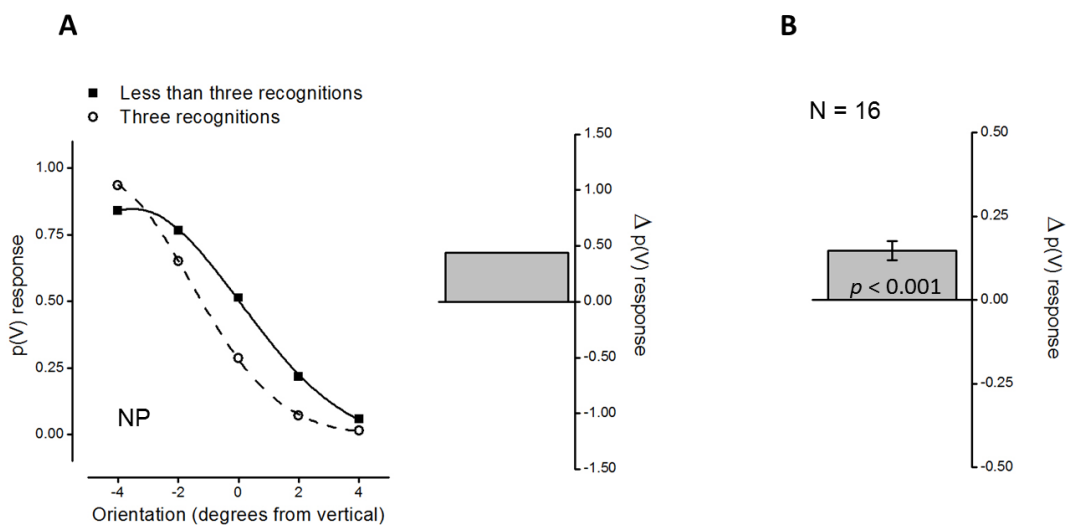 A
Less than three recognitions
Three recognitions
1.00
0.75
0.50
0.25
0.00
p(V) response
NP
-4 -2 0 2 4
Orientation (degrees from vertical)
1.50
1.00
0.50
0.00
-0.50
-1.00
-1.50
Δ p(V) response
B
N = 16
p < 0.001
0.50
0.25
0.00
-0.25
-0.50
Δ p(V) response